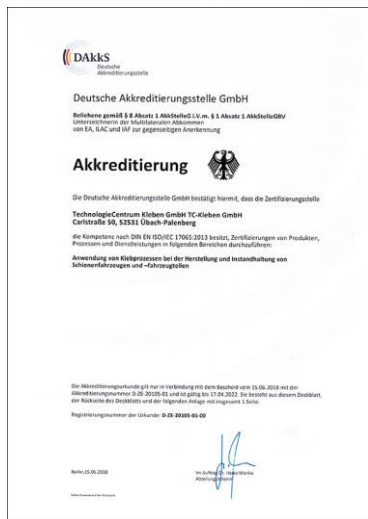 DAkkS
Deutsche
Akkreditierungsstelle
Deutsche Akkreditierungsstelle GmbH
Beliehene gemäß § 8 Absatz 1 AkkStelleG i.V.m. § 1 Absatz 1 AkkStelleGBV
Unterzeichnerin der Multilateralen Abkommen
von EA, ILAC und IAF zur gegenseitigen Anerkennung
Akkreditierung
Die Deutsche Akkreditierungsstelle GmbH bestätigt hiermit, dass die Zertifizierungsstelle
TechnologieCentrum Kleben GmbH TC-Kleben GmbH
Carlstraße 50, 52531 Übach-Palenberg
die Kompetenz nach DIN EN ISO/IEC 17065:2013 besitzt, Zertifizierungen von Produkten,
Prozessen und Dienstleistungen in folgenden Bereichen durchzuführen:
Anwendung von Klebprozessen bei der Herstellung und Instandhaltung von
Schienenfahrzeugen und –fahrzeugteilen
Die Akkreditierungsurkunde gilt nur in Verbindung mit dem Bescheid vom 15.06.2018 mit der
Akkreditierungsnummer D-ZE-20105-01 und ist gültig bis 17.04.2022. Sie besteht aus diesem Deckblatt,
der Rückseite des Deckblatts und der folgenden Anlage mit insgesamt 1 Seite.
Registrierungsnummer der Urkunde: D-ZE-20105-01-00
Berlin, 15.06.2018
Im Auftrag Dr. Heike Manke
Abteilungsleiterin